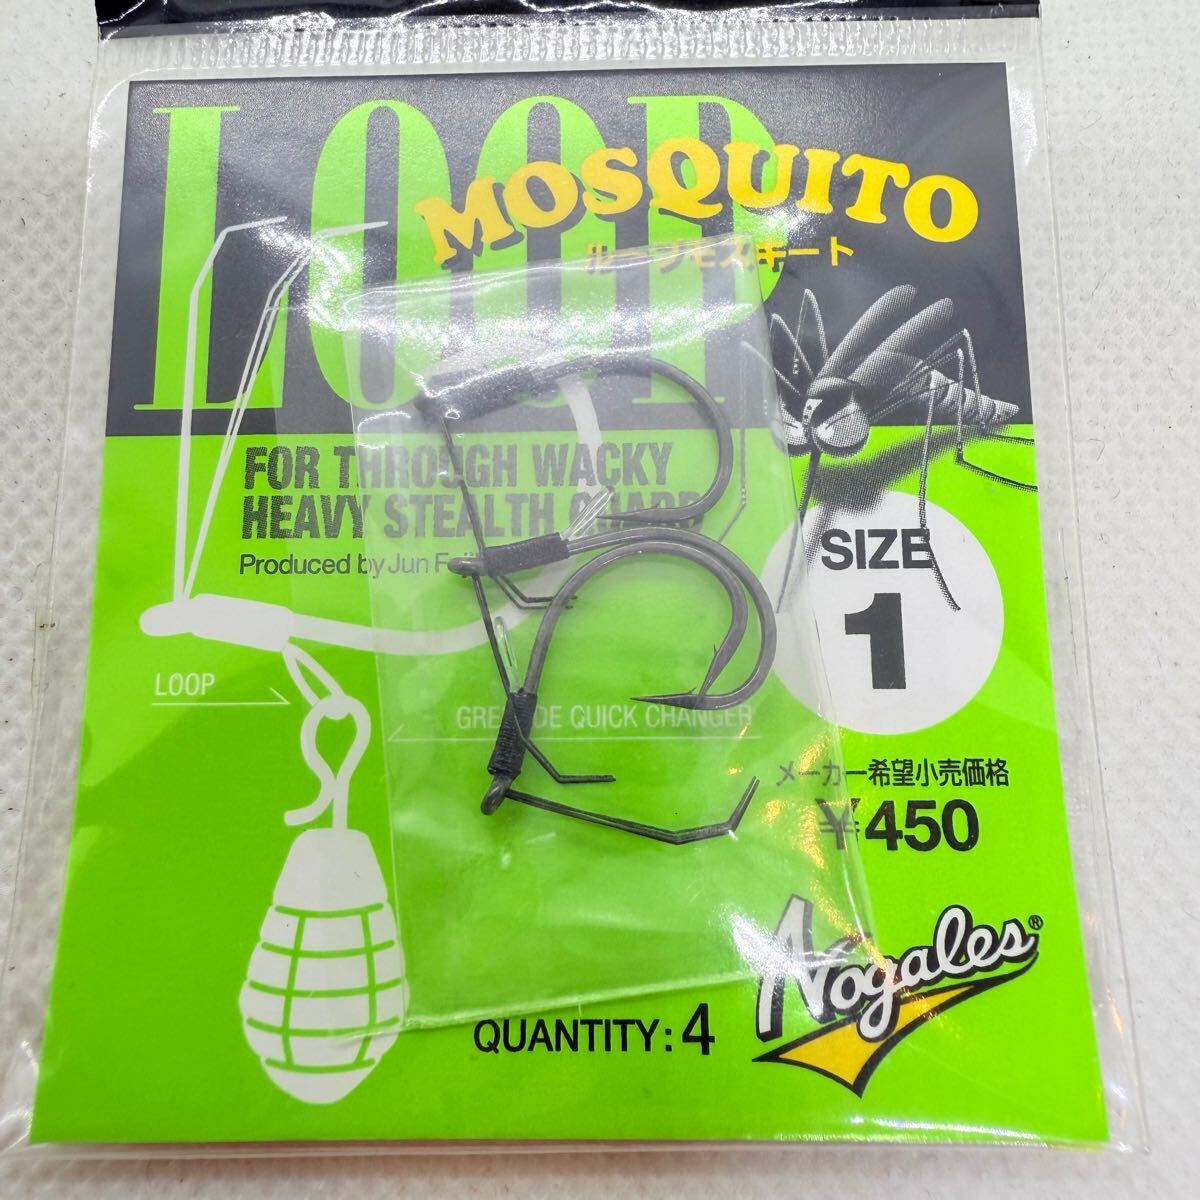 LOOP
MOSQUITO
ループモスキート
FOR THROUGH WACKY
HEAVY STEALTH GUARD
Produced by Jun
SIZE
1
LOOP
GRENADE QUICK CHANGER
メーカー希望小売価格
¥450
Nogales®
QUANTITY: 4